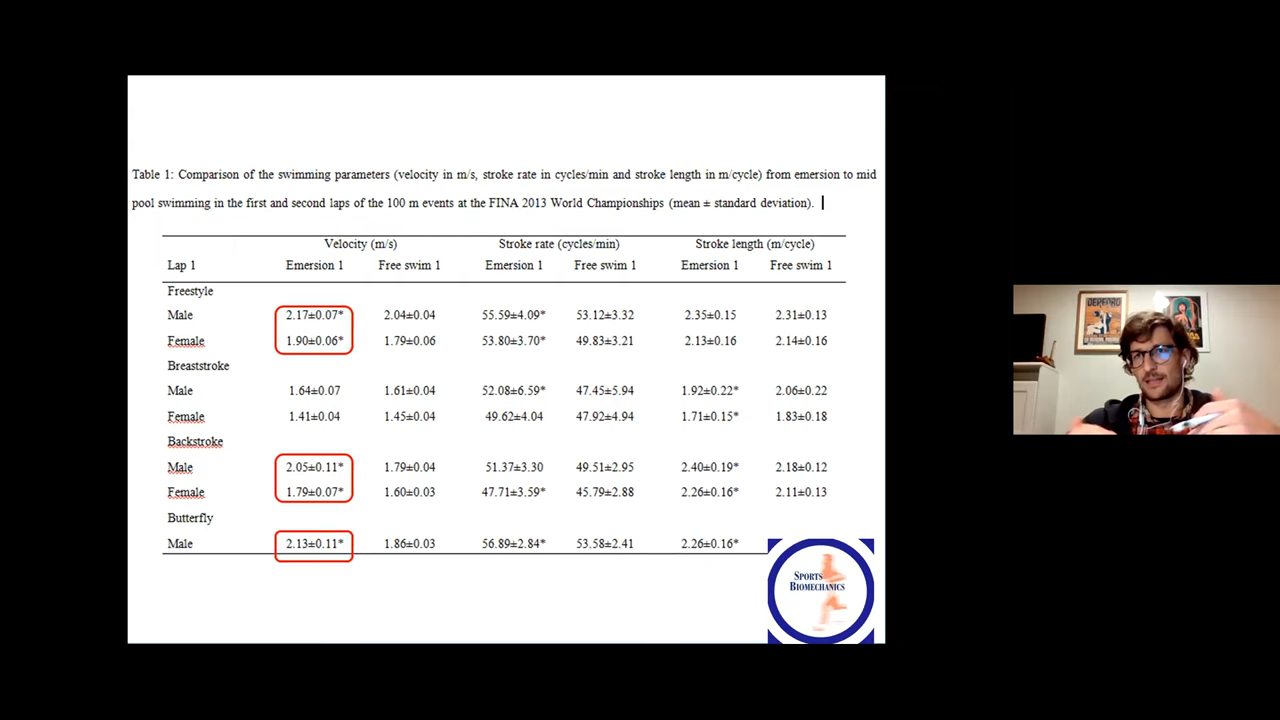 Table 1: Comparison of the swimming parameters (velocity in m/s, stroke rate in cycles/min and stroke length in m/cycle) from emersion to mid
pool swimming in the first and second laps of the 100 m events at the FINA 2013 World Championships (mean ± standard deviation).
Velocity (m/s) Stroke rate (cycles/min) Stroke length (m/cycle)
Lap 1 Emersion 1 Free swim 1 Emersion 1 Free swim 1 Emersion 1 Free swim 1
Freestyle
Male 2.17±0.07* 2.04±0.04 55.59±4.09* 53.12±3.32 2.35±0.15 2.31±0.13
Female 1.90±0.06* 1.79±0.06 53.80±3.70* 49.83±3.21 2.13±0.16 2.14±0.16
Breaststroke
Male 1.64±0.07 1.61±0.04 52.08±6.59* 47.45±5.94 1.92±0.22* 2.06±0.22
Female 1.41±0.04 1.45±0.04 49.62±4.04 47.92±4.94 1.71±0.15* 1.83±0.18
Backstroke
Male 2.05±0.11* 1.79±0.04 51.37±3.30 49.51±2.95 2.40±0.19* 2.18±0.12
Female 1.79±0.07* 1.60±0.03 47.71±3.59* 45.79±2.88 2.26±0.16* 2.11±0.13
Butterfly
Male 2.13±0.11* 1.86±0.03 56.89±2.84* 53.58±2.41 2.26±0.16*
SPORTS
BIOMECHANICS